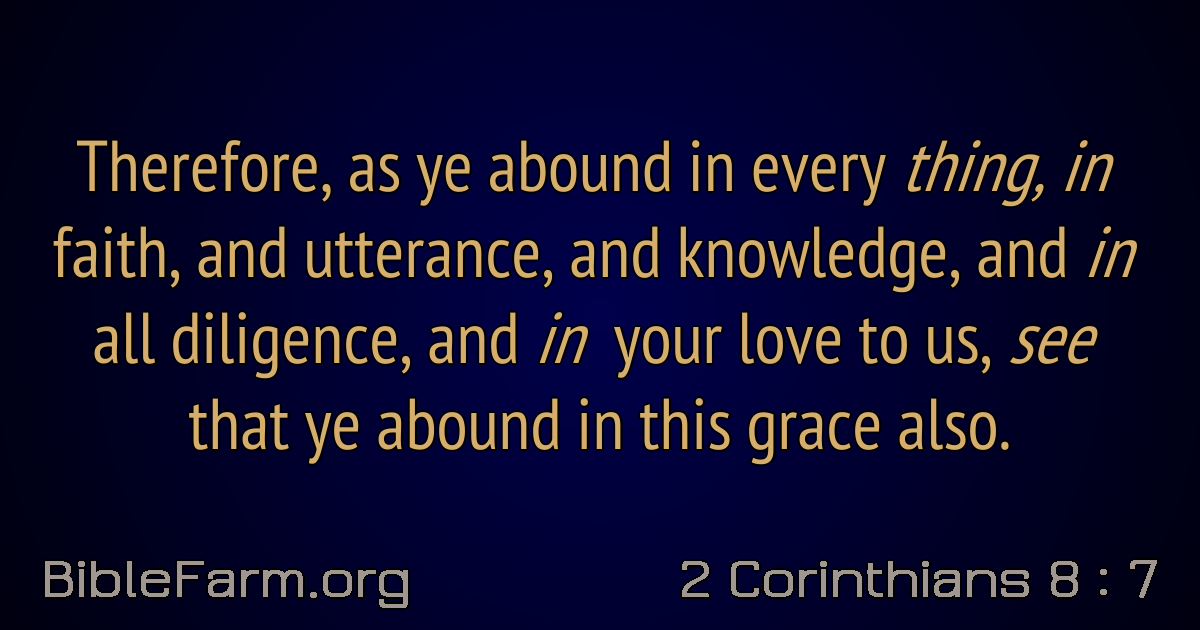 Therefore, as ye abound in every thing, in
faith, and utterance, and knowledge, and in
all diligence, and in your love to us, see
that ye abound in this grace also.
BibleFarm.org
2 Corinthians 8 : 7